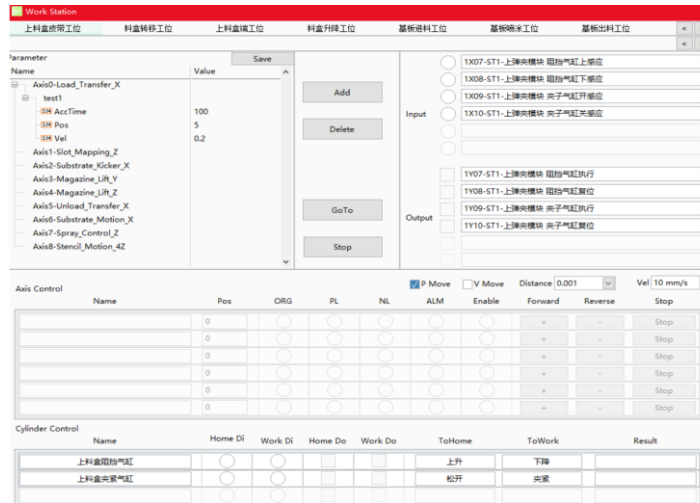 Work Station
上料盒皮带工位 料盒转移工位 上料盒端工位 料盒升降工位 基板进料工位 基板喷涂工位 基板出料工位 <
<
Parameter Save
Name Value
Axis0-Load_Transfer_X
test1
AccTime 100
Pos 5
Vel 0.2
Axis1-Slot_Mapping_Z
Axis2-Substrate_Kicker_X
Axis3-Magazine_Lift_Y
Axis4-Magazine_Lift_Z
Axis5-Unload_Transfer_X
Axis6-Substrate_Motion_X
Axis7-Spray_Control_Z
Axis8-Stencil_Motion_4Z
Add
Delete
GoTo
Stop
Input
1X07-ST1-上弹夹模块 阻挡气缸上感应
1X08-ST1-上弹夹模块 阻挡气缸下感应
1X09-ST1-上弹夹模块 夹子气缸开感应
1X10-ST1-上弹夹模块 夹子气缸关感应
Output
1Y07-ST1-上弹夹模块 阻挡气缸执行
1Y08-ST1-上弹夹模块 阻挡气缸复位
1Y09-ST1-上弹夹模块 夹子气缸执行
1Y10-ST1-上弹夹模块 夹子气缸复位
Axis Control P Move V Move Distance 0.001 Vel 10 mm/s
Name Pos ORG PL NL ALM Enable Forward Reverse Stop
0 + - Stop
0 + - Stop
0 + - Stop
0 + - Stop
0 + - Stop
0 + - Stop
Cylinder Control
Name Home Di Work Di Home Do Work Do ToHome ToWork Result
上料盒阻挡气缸 上升 下降
上料盒夹紧气缸 松开 夹紧